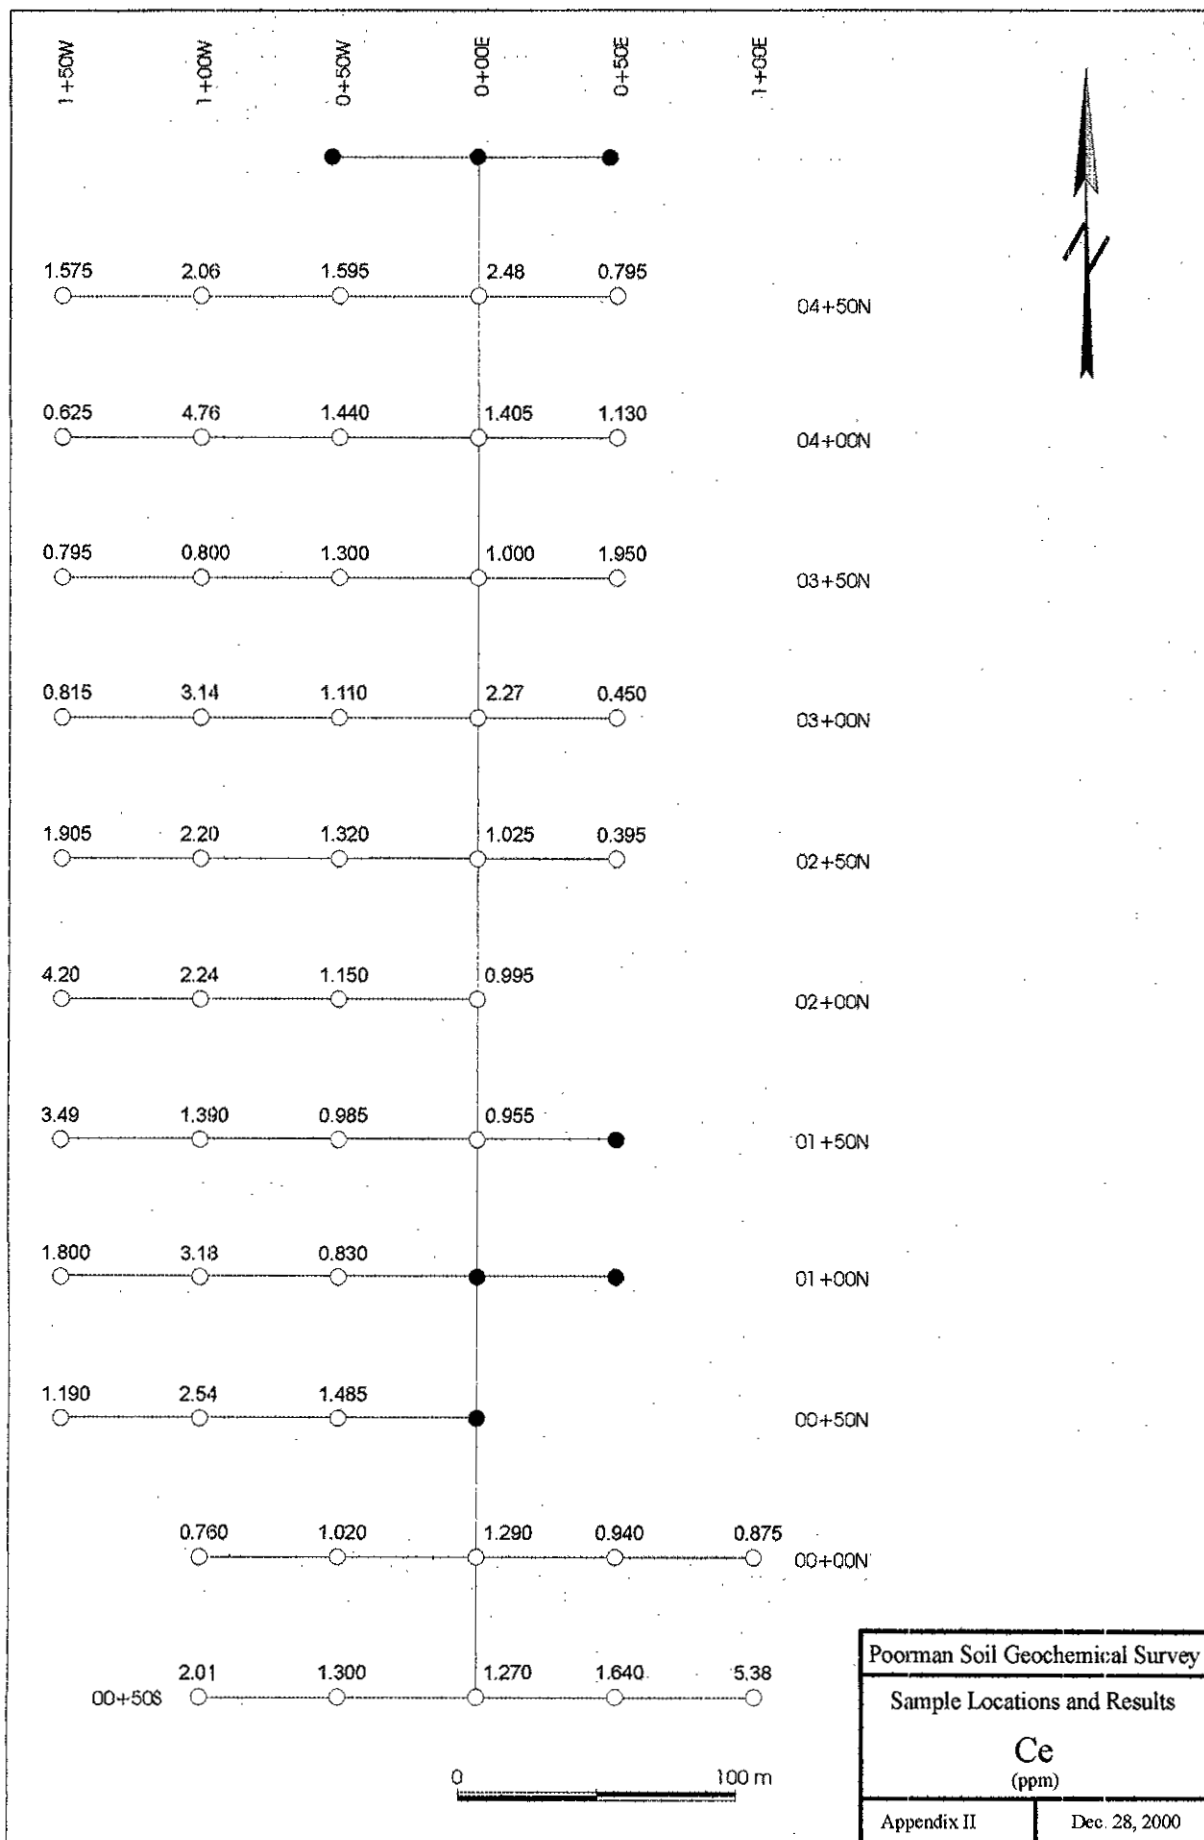 1+50W 1+00W 0+50W 0+00E 0+50E 1+00E
1.575 2.06 1.595 2.48 0.795
04+50N
0.625 4.76 1.440 1.405 1.130
04+00N
0.795 0.800 1.300 1.000 1.950
03+50N
0.815 3.14 1.110 2.27 0.450
03+00N
1.905 2.20 1.320 1.025 0.395
02+50N
4.20 2.24 1.150 0.995
02+00N
3.49 1.390 0.985 0.955
01+50N
1.800 3.18 0.830
01+00N
1.190 2.54 1.485
00+50N
0.760 1.020 1.290 0.940 0.875
00+00N
2.01 1.300 1.270 1.640 5.38
00+50S
0 100 m
Poorman Soil Geochemical Survey
Sample Locations and Results
Ce
(ppm)
Appendix II Dec. 28, 2000